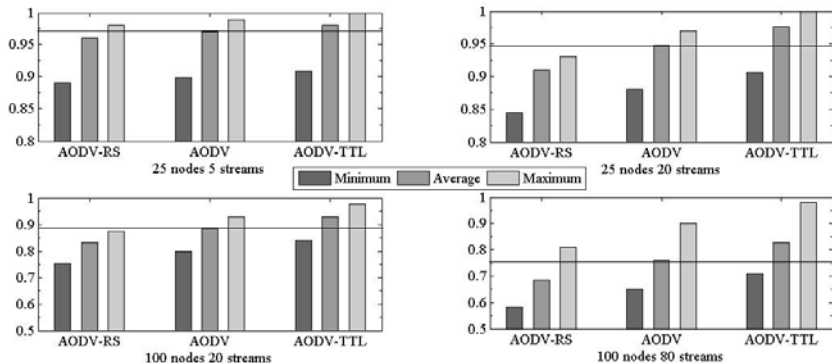 1
0.95
0.9
0.85
0.8
AODV-RS AODV AODV-TTL
25 nodes 5 streams
1
0.95
0.9
0.85
0.8
AODV-RS AODV AODV-TTL
25 nodes 20 streams
Minimum Average Maximum
1
0.9
0.8
0.7
0.6
0.5
AODV-RS AODV AODV-TTL
100 nodes 20 streams
1
0.9
0.8
0.7
0.6
0.5
AODV-RS AODV AODV-TTL
100 nodes 80 streams